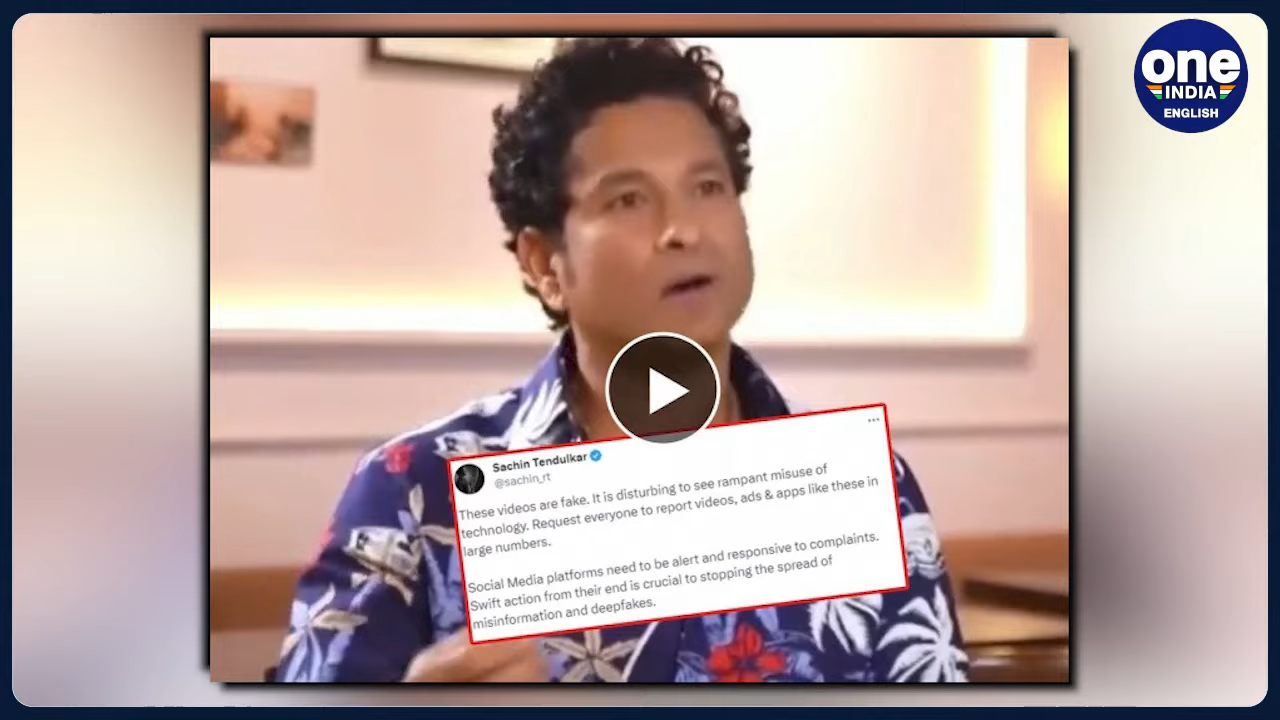 one
INDIA
ENGLISH
Sachin Tendulkar
@sachin_rt
These videos are fake. It is disturbing to see rampant misuse of
technology. Request everyone to report videos, ads & apps like these in
large numbers.
Social Media platforms need to be alert and responsive to complaints.
Swift action from their end is crucial to stopping the spread of
misinformation and deepfakes.